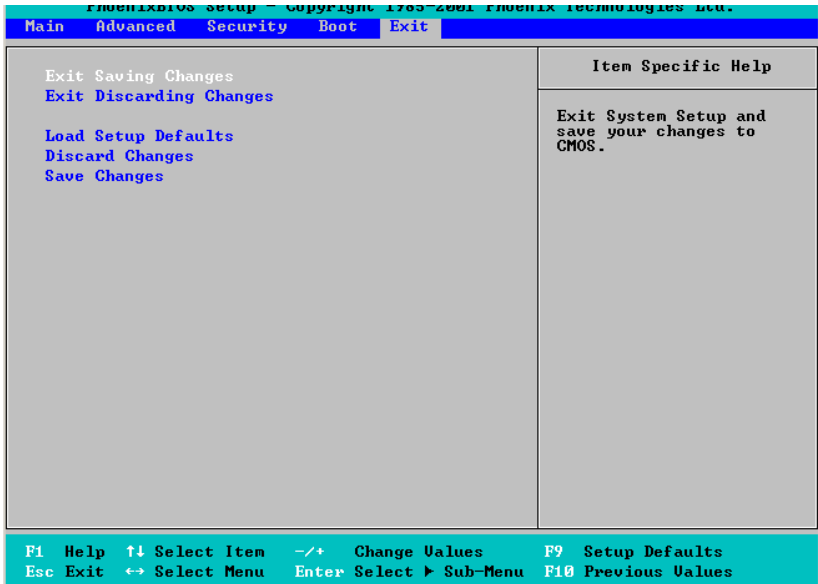 PhoenixBIOS Setup - Copyright 1985-2001 Phoenix Technologies Ltd.
Main Advanced Security Boot Exit
Exit Saving Changes
Exit Discarding Changes
Load Setup Defaults
Discard Changes
Save Changes
Item Specific Help
Exit System Setup and
save your changes to
CMOS.
F1 Help ↑↓ Select Item -/+ Change Values F9 Setup Defaults
Esc Exit ↔ Select Menu Enter Select ▶ Sub-Menu F10 Previous Values